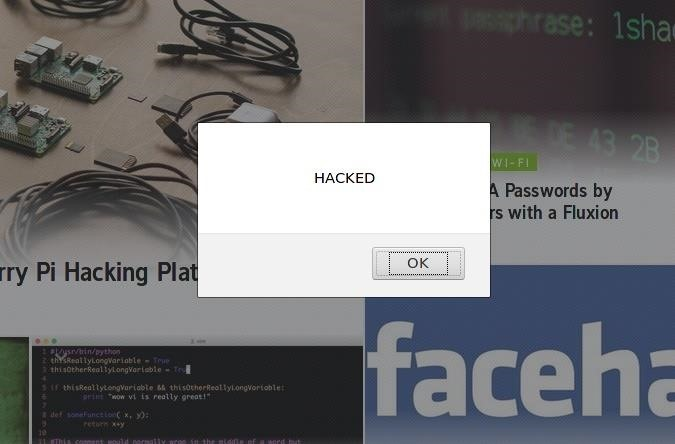 passphrase: 1sha
DE 43 2B
WI-FI
A Passwords by
rs with a Fluxion
HACKED
OK
rry Pi Hacking Plat
faceha
1 #!/usr/bin/python
2 thisReallyLongVariable = True
3 thisOtherReallyLongVariable = Tru
4
5 if thisReallyLongVariable && thisOtherReallyLongVariable:
6 print "wow vi is really great!"
7
8 def somefunction( x, y):
9 return x+y
10
11 #This comment would normally wrap in the middle of a word but